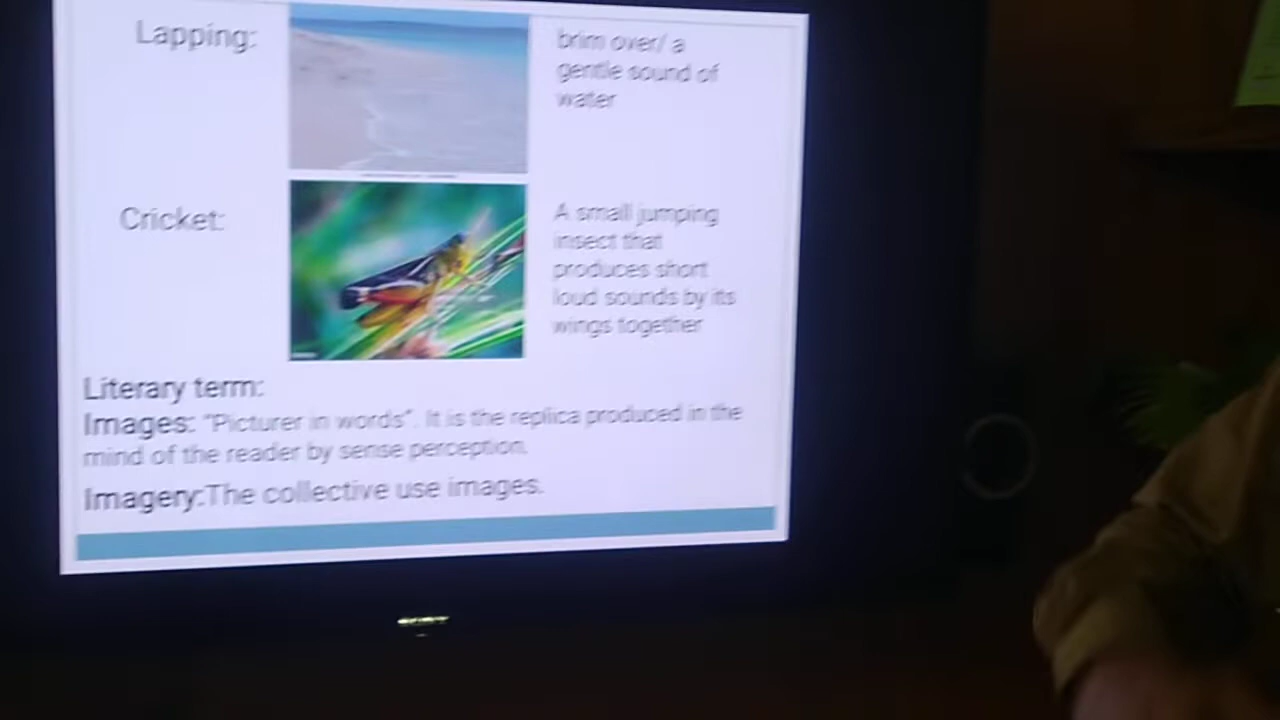 Lapping:
brim over/ a
gentle sound of
water
Cricket:
A small jumping
insect that
produces short
loud sounds by its
wings together
Literary term:
Images: "Picturer in words". It is the replica produced in the
mind of the reader by sense perception.
Imagery:The collective use images.